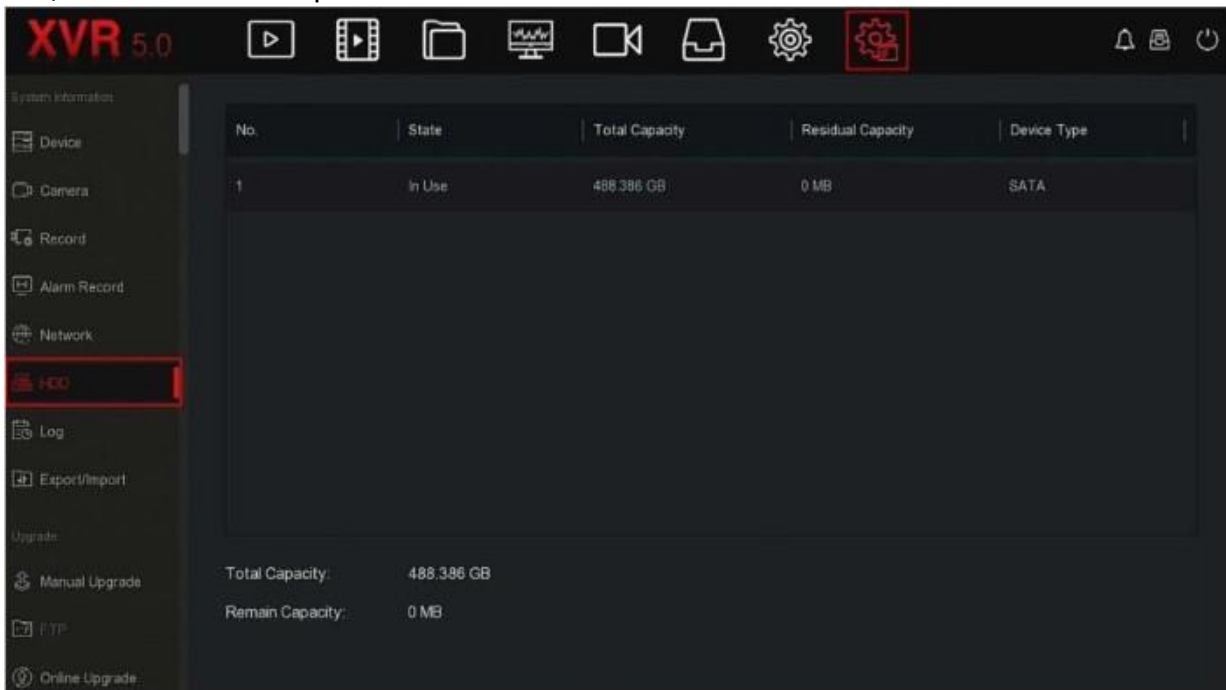 XVR 5.0
System Information
Device
Camera
Record
Alarm Record
Network
HDD
Log
Export/Import
Upgrade
Manual Upgrade
FTP
Online Upgrade
No. State Total Capacity Residual Capacity Device Type
1 In Use 488.386 GB 0 MB SATA
Total Capacity: 488.386 GB
Remain Capacity: 0 MB